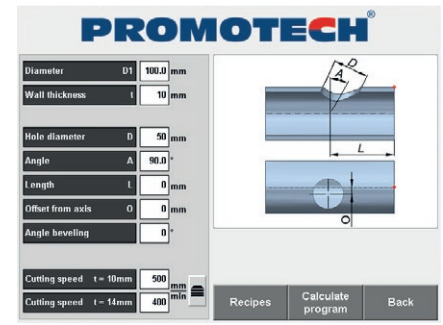 PROMOTECH®
Diameter D1 100.0 mm
Wall thickness t 10 mm
Hole diameter D 50 mm
Angle A 90.0 °
Length L 0 mm
Offset from axis O 0 mm
Angle beveling 0 °
Cutting speed t = 10mm 500 mm
min
Cutting speed t = 14mm 400
D
A
L
O
Recipes
Calculate
program
Back